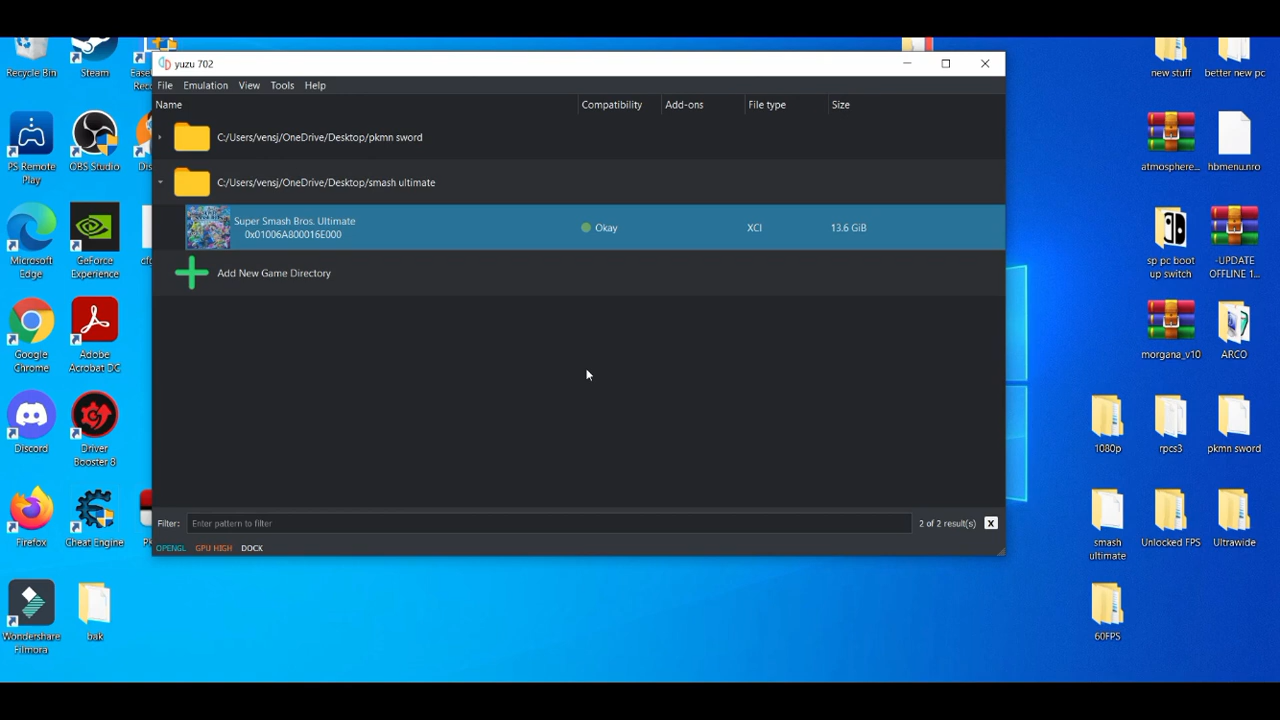 yuzu 702
File Emulation View Tools Help
Name Compatibility Add-ons File type Size
C:/Users/vensj/OneDrive/Desktop/pkmn sword
C:/Users/vensj/OneDrive/Desktop/smash ultimate
Super Smash Bros. Ultimate
0x01006A800016E000
Okay XCI 13.6 GiB
Add New Game Directory
Filter: Enter pattern to filter 2 of 2 result(s) X
OPENGL GPU HIGH DOCK
Recycle Bin
Steam
PS Remote
Play
OBS Studio
Microsoft
Edge
GeForce
Experience
Google
Chrome
Adobe
Acrobat DC
Discord
Driver
Booster 8
Firefox
Cheat Engine
Wondershare
Filmora
bak
new stuff
better new pc
atmosphere...
hbmenu.nro
sp pc boot
up switch
-UPDATE
OFFLINE 1...
morgana_v10
ARCO
1080p
rpcs3
pkmn sword
smash
ultimate
Unlocked FPS
Ultrawide
60FPS